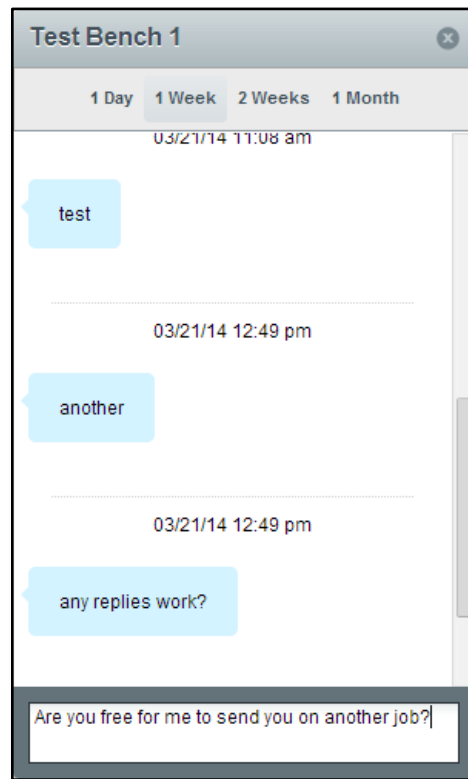 Test Bench 1
1 Day 1 Week 2 Weeks 1 Month
03/21/14 11:08 am
test
03/21/14 12:49 pm
another
03/21/14 12:49 pm
any replies work?
Are you free for me to send you on another job?